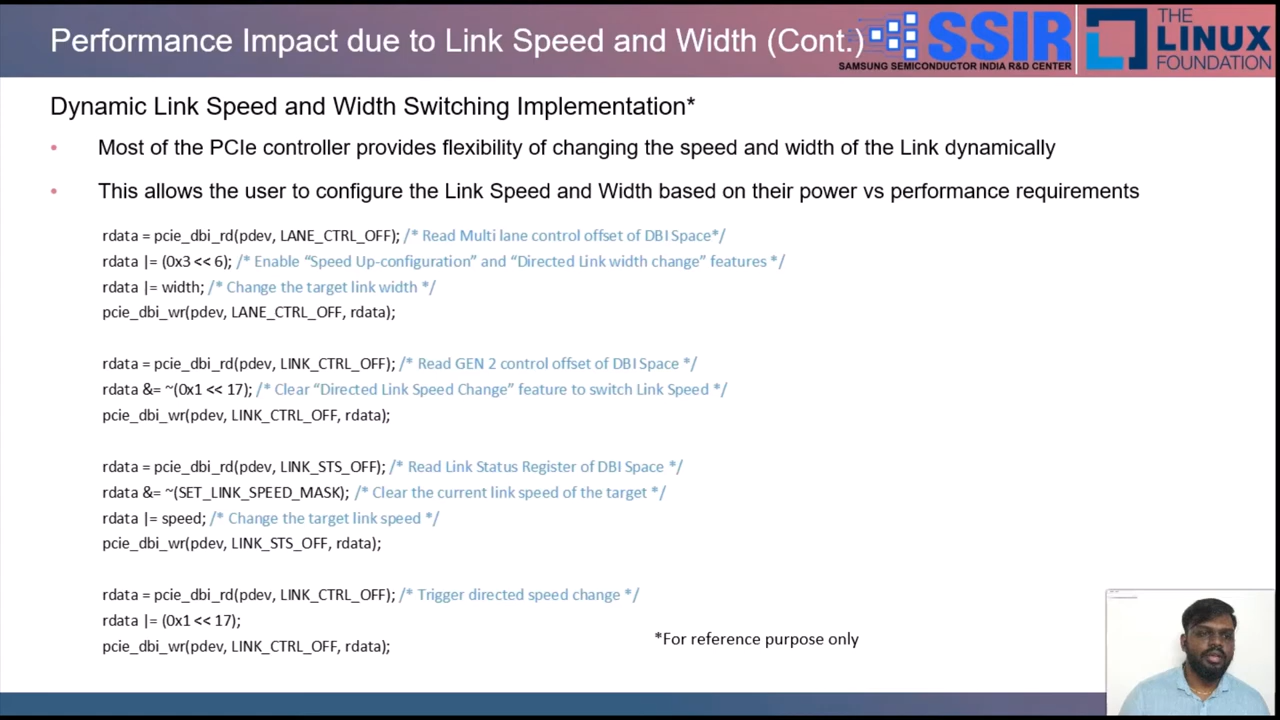 Performance Impact due to Link Speed and Width (Cont.)
SSIR
SAMSUNG SEMICONDUCTOR INDIA R&D CENTER
THE
LINUX
FOUNDATION
Dynamic Link Speed and Width Switching Implementation*
• Most of the PCIe controller provides flexibility of changing the speed and width of the Link dynamically
• This allows the user to configure the Link Speed and Width based on their power vs performance requirements
rdata = pcie_dbi_rd(pdev, LANE_CTRL_OFF); /* Read Multi lane control offset of DBI Space*/
rdata |= (0x3 << 6); /* Enable “Speed Up-configuration” and “Directed Link width change” features */
rdata |= width; /* Change the target link width */
pcie_dbi_wr(pdev, LANE_CTRL_OFF, rdata);
rdata = pcie_dbi_rd(pdev, LINK_CTRL_OFF); /* Read GEN 2 control offset of DBI Space */
rdata &= ~(0x1 << 17); /* Clear “Directed Link Speed Change” feature to switch Link Speed */
pcie_dbi_wr(pdev, LINK_CTRL_OFF, rdata);
rdata = pcie_dbi_rd(pdev, LINK_STS_OFF); /* Read Link Status Register of DBI Space */
rdata &= ~(SET_LINK_SPEED_MASK); /* Clear the current link speed of the target */
rdata |= speed; /* Change the target link speed */
pcie_dbi_wr(pdev, LINK_STS_OFF, rdata);
rdata = pcie_dbi_rd(pdev, LINK_CTRL_OFF); /* Trigger directed speed change */
rdata |= (0x1 << 17);
pcie_dbi_wr(pdev, LINK_CTRL_OFF, rdata);
*For reference purpose only